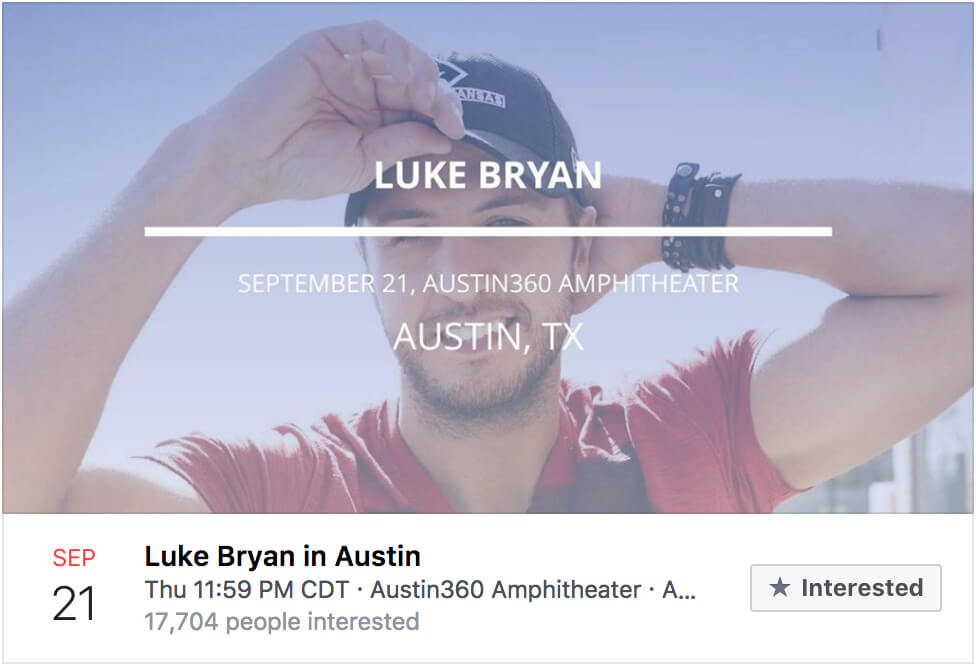 ANSAS
LUKE BRYAN
SEPTEMBER 21, AUSTIN360 AMPHITHEATER
AUSTIN, TX
SEP
21
Luke Bryan in Austin
Thu 11:59 PM CDT · Austin360 Amphitheater · A...
17,704 people interested
★ Interested